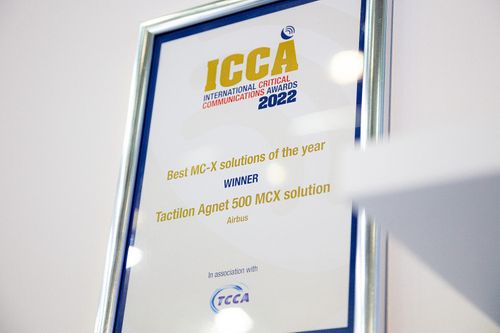 ICCA
INTERNATIONAL CRITICAL
COMMUNICATIONS AWARDS
2022
Best MC-X solutions of the year
WINNER
Tactilon Agnet 500 MCX solution
Airbus
In association with
TCCA